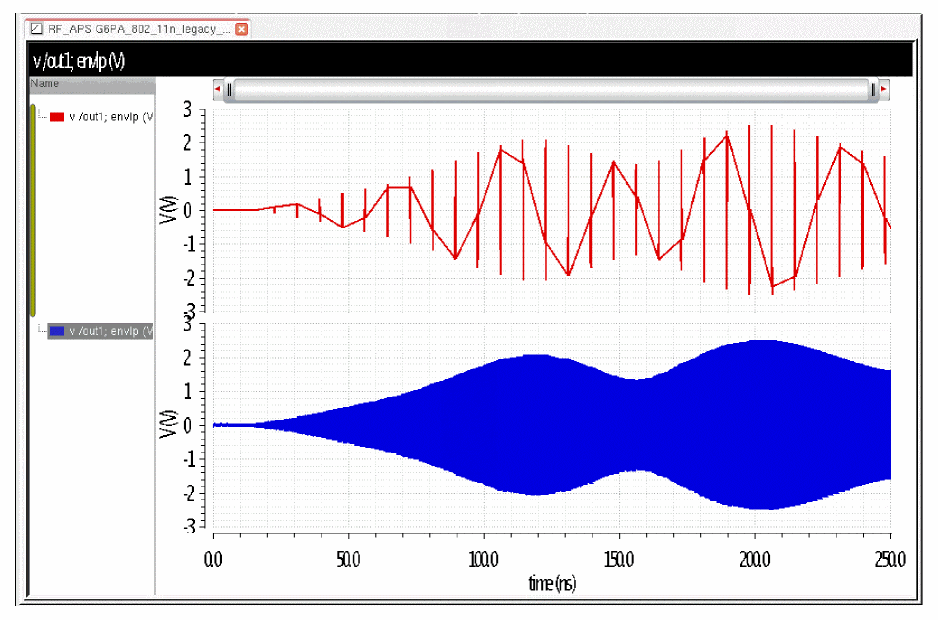 RF_APS G6PA_802_11n_legacy_...
v /out1; envlp (V)
Name
v /out1; envlp (V
3
2
1
0
-1
-2
-3
V (V)
v /out1; envlp (V
3
2
1
0
-1
-2
-3
V (V)
0.0 50.0 100.0 150.0 200.0 250.0
time (ns)